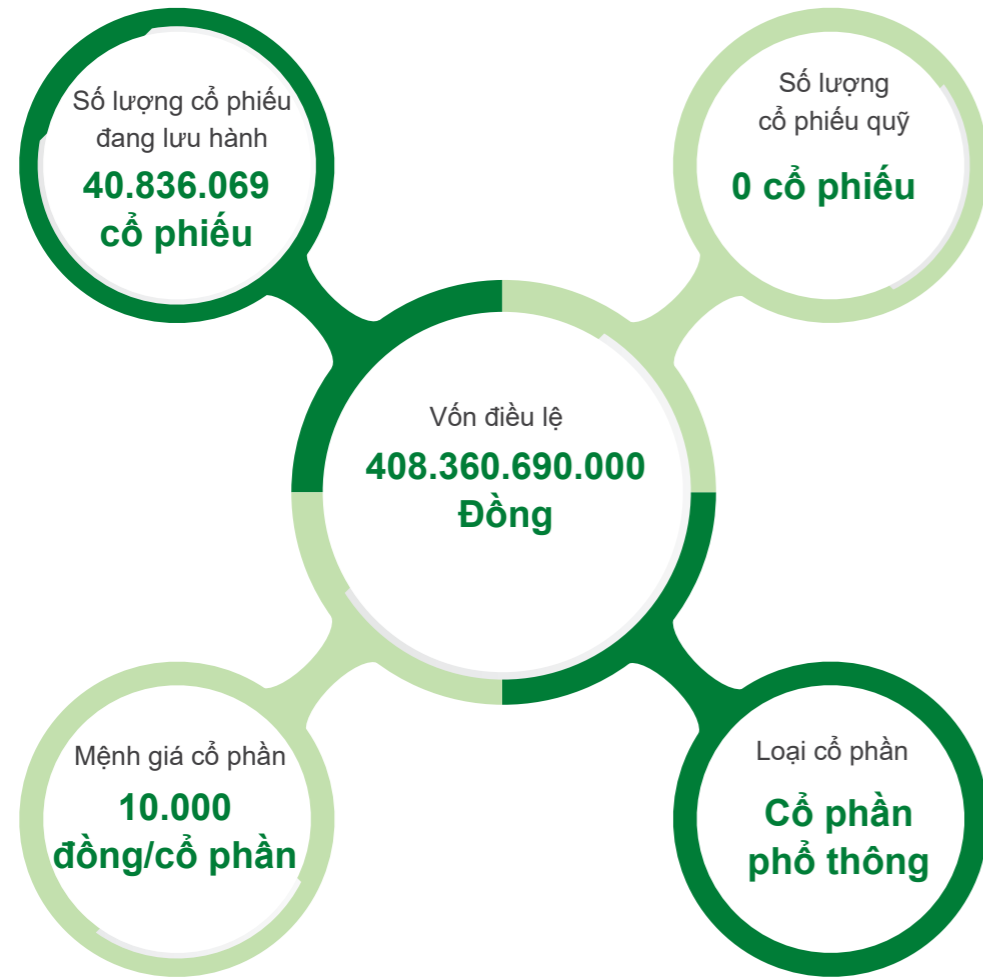 Số lượng cổ phiếu
đang lưu hành
40.836.069
cổ phiếu
Số lượng
cổ phiếu quỹ
0 cổ phiếu
Vốn điều lệ
408.360.690.000
Đồng
Mệnh giá cổ phần
10.000
đồng/cổ phần
Loại cổ phần
Cổ phần
phổ thông